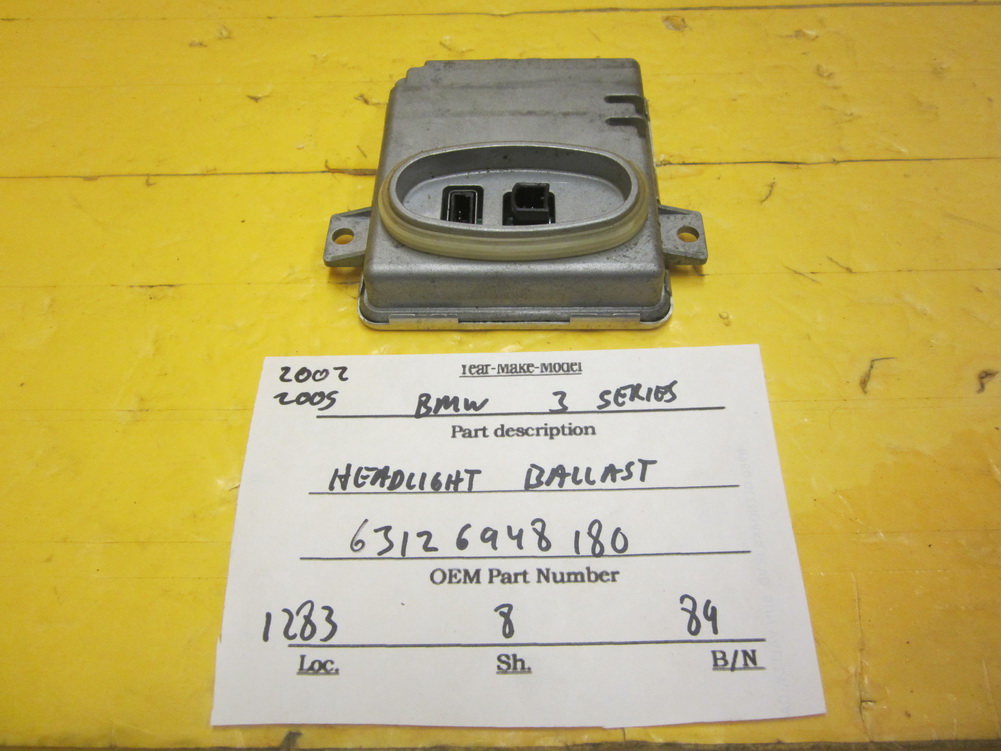 2002
2005
Year-Make-Model
BMW 3 SERIES
Part description
HEADLIGHT BALLAST
63126948180
OEM Part Number
1283 8 84
Loc. Sh. B/N